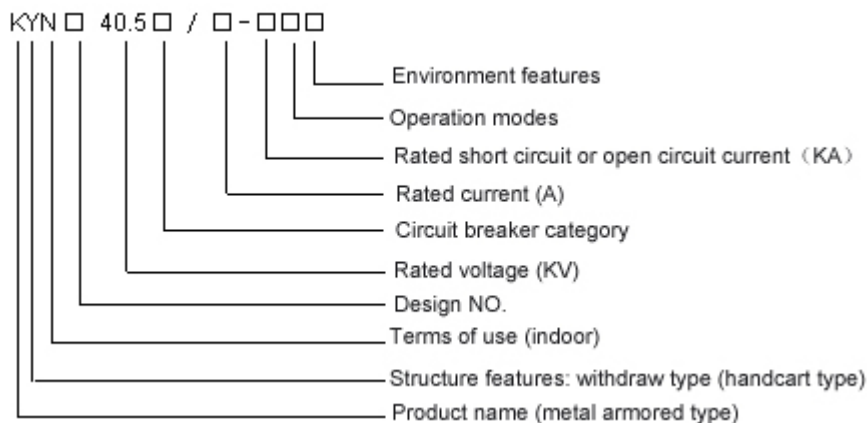 KYN□ 40.5□ / □-□□□
Environment features
Operation modes
Rated short circuit or open circuit current（KA）
Rated current (A)
Circuit breaker category
Rated voltage (KV)
Design NO.
Terms of use (indoor)
Structure features: withdraw type (handcart type)
Product name (metal armored type)